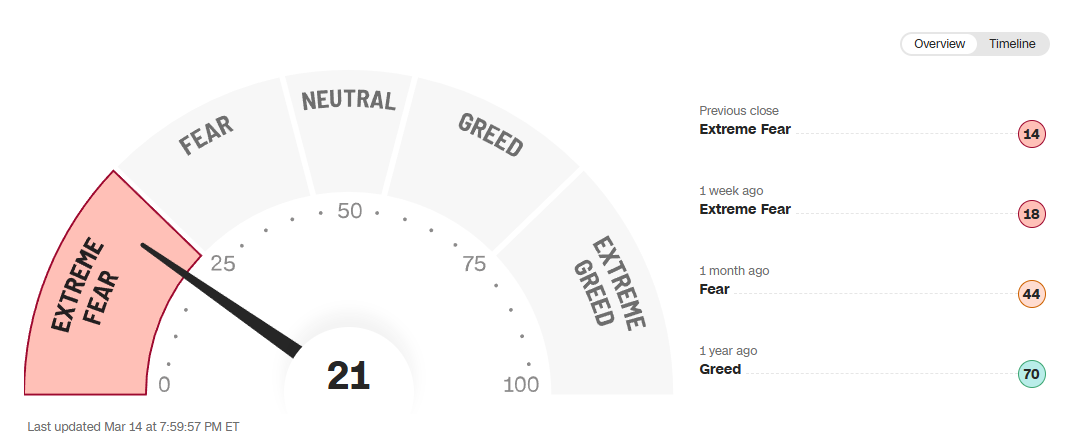 Overview Timeline
NEUTRAL
FEAR
GREED
EXTREME
FEAR
EXTREME
GREED
50
25
75
0
100
21
Last updated Mar 14 at 7:59:57 PM ET
Previous close
Extreme Fear 14
1 week ago
Extreme Fear 18
1 month ago
Fear 44
1 year ago
Greed 70